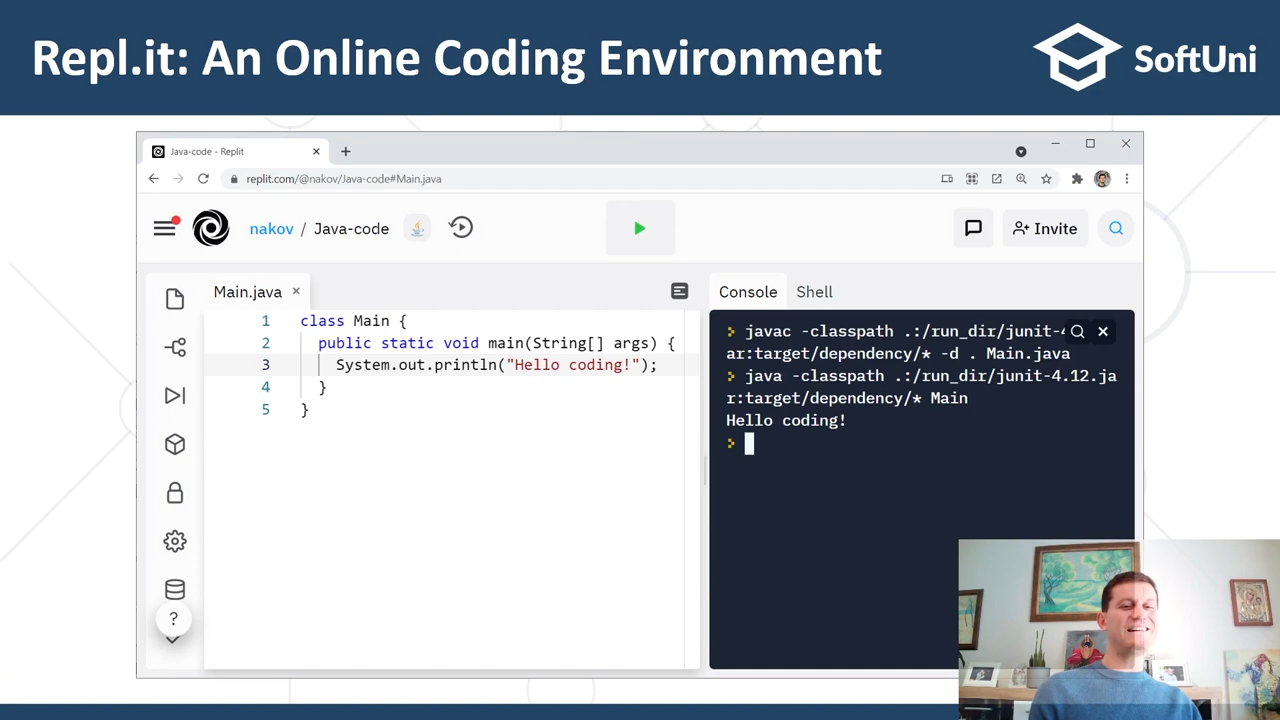 Repl.it: An Online Coding Environment
SoftUni
Java-code - Replit
replit.com/@nakov/Java-code#Main.java
nakov / Java-code
Invite
Main.java
Console
Shell
1 class Main {
2 public static void main(String[] args) {
3 System.out.println("Hello coding!");
4 }
5 }
> javac -classpath .:/run_dir/junit-4
ar:target/dependency/* -d . Main.java
> java -classpath .:/run_dir/junit-4.12.ja
r:target/dependency/* Main
Hello coding!
>
?